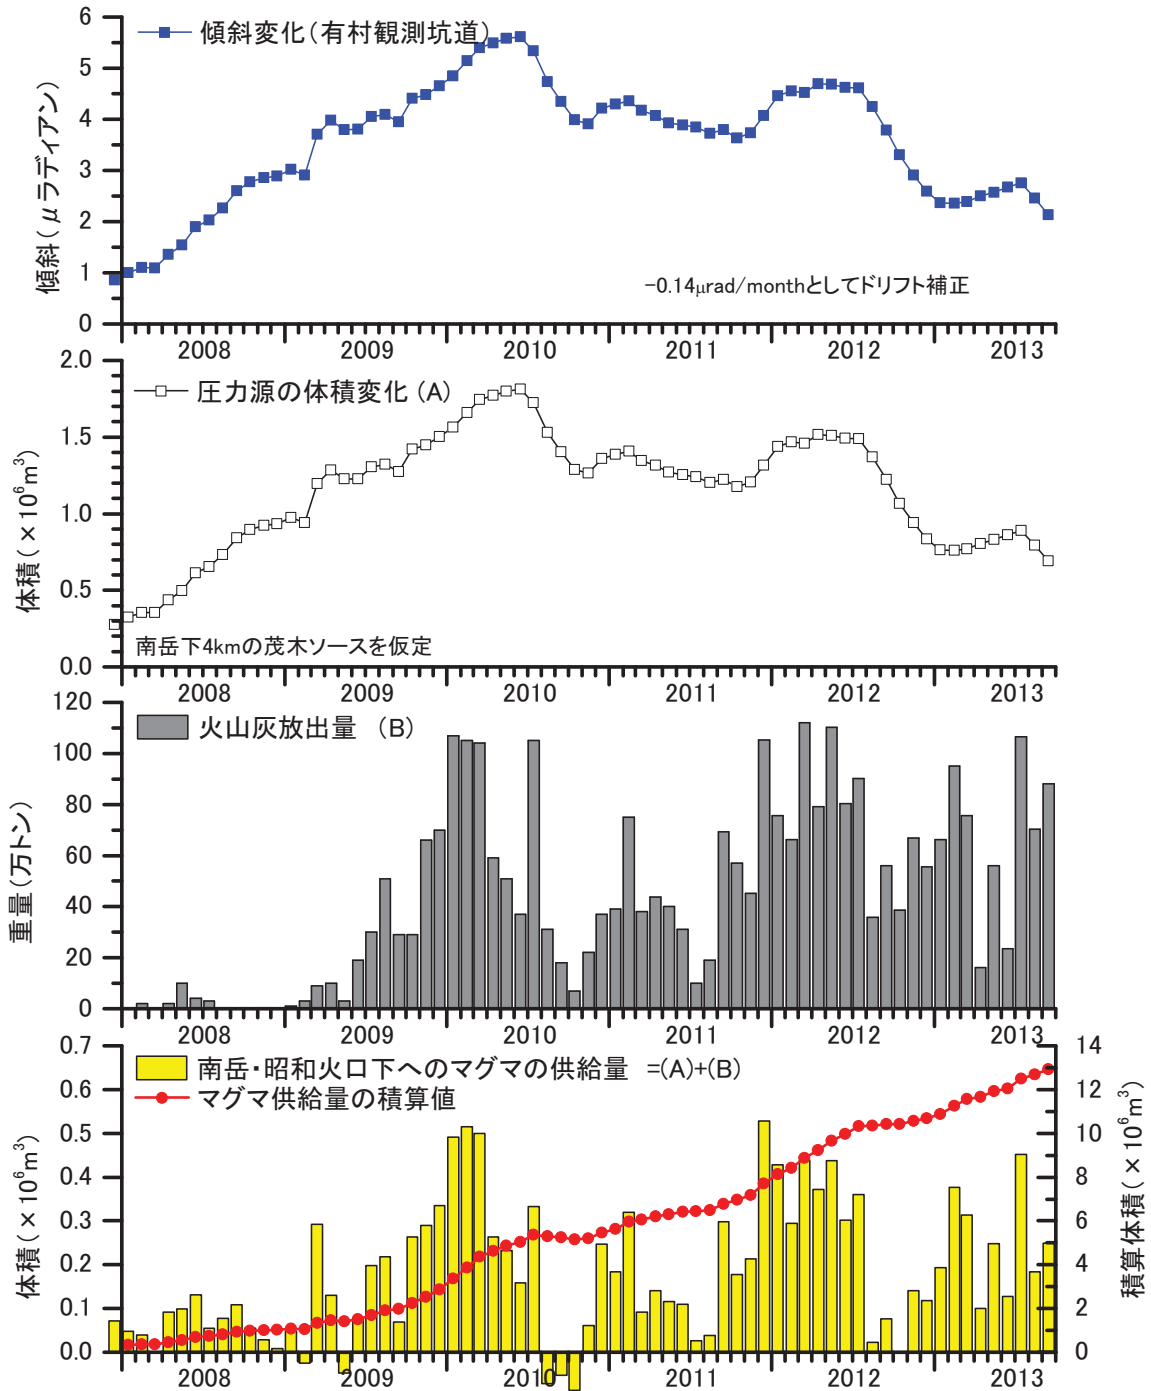 傾斜変化(有村観測坑道)
6
5
4
3
2
1
0
傾斜(μラディアン)
-0.14μrad/monthとしてドリフト補正
2008 2009 2010 2011 2012 2013
圧力源の体積変化 (A)
2.0
1.5
1.0
0.5
0.0
体積(×10⁶m³)
南岳下4kmの茂木ソースを仮定
2008 2009 2010 2011 2012 2013
火山灰放出量 (B)
120
100
80
60
40
20
0
重量(万トン)
2008 2009 2010 2011 2012 2013
南岳・昭和火口下へのマグマの供給量 =(A)+(B)
マグマ供給量の積算値
0.7
0.6
0.5
0.4
0.3
0.2
0.1
0.0
体積(×10⁶m³)
14
12
10
8
6
4
2
0
積算体積(×10⁶m³)
2008 2009 2010 2011 2012 2013